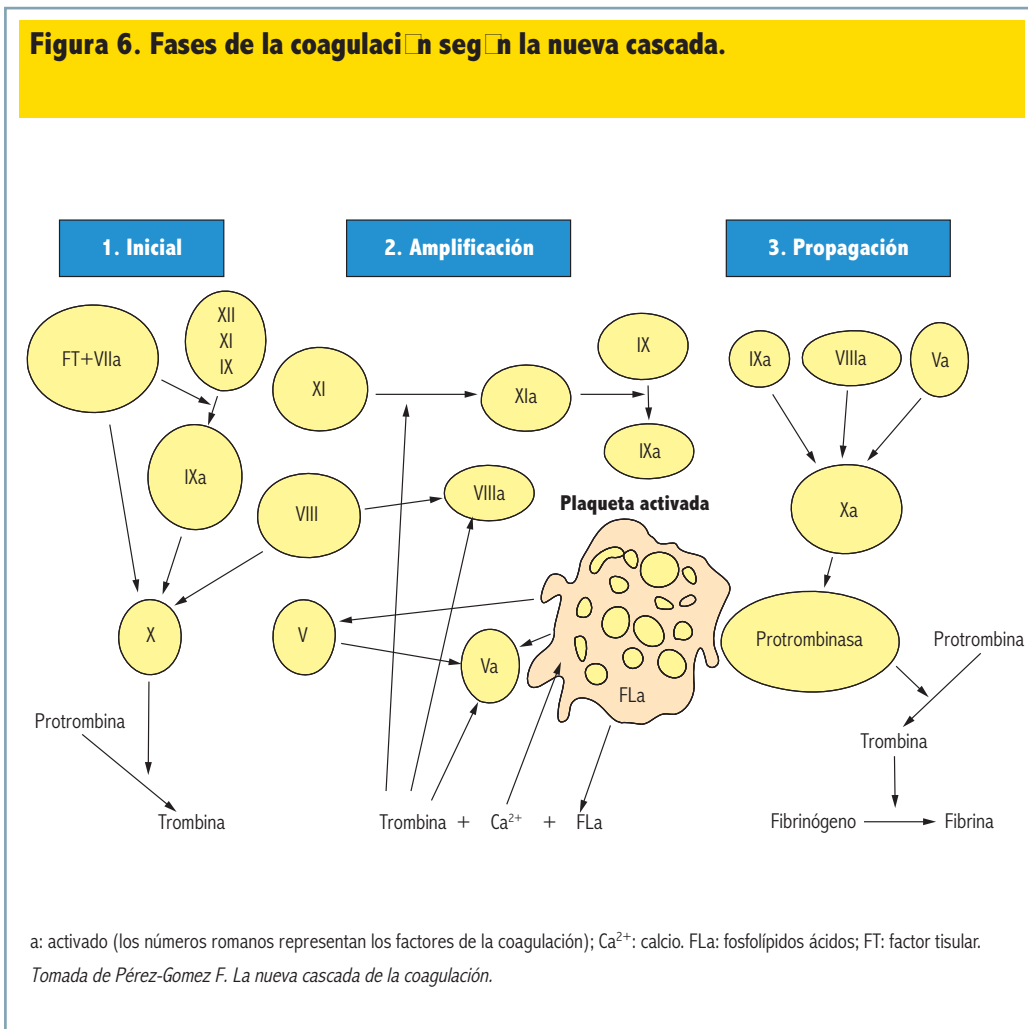 Figura 6. Fases de la coagulaci□n seg□n la nueva cascada.
1. Inicial
FT+VIIa
XII
XI
IX
IXa
X
Protrombina
Trombina
2. Amplificación
XI
XIa
IX
IXa
VIII
VIIIa
Plaqueta activada
V
Va
FLa
Trombina + Ca²⁺ + FLa
3. Propagación
IXa
VIIIa
Va
Xa
Protrombinasa
Protrombina
Trombina
Fibrinógeno
Fibrina
a: activado (los números romanos representan los factores de la coagulación); Ca²⁺: calcio. FLa: fosfolípidos ácidos; FT: factor tisular.
Tomada de Pérez-Gomez F. La nueva cascada de la coagulación.